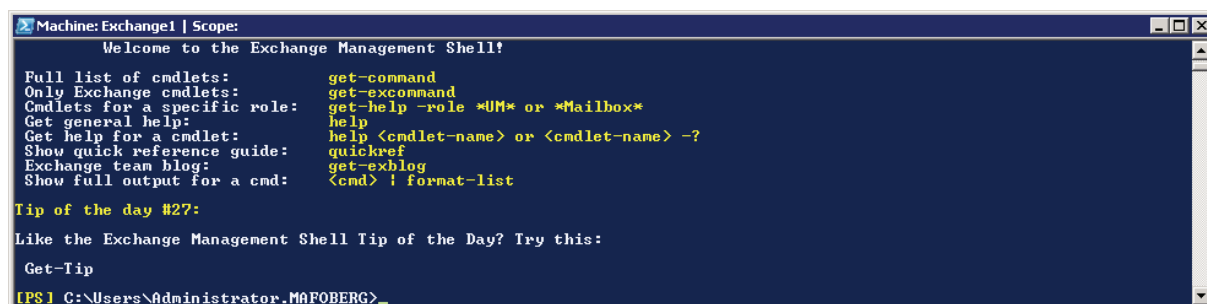 Machine: Exchange1 | Scope:
Welcome to the Exchange Management Shell!
Full list of cmdlets: get-command
Only Exchange cmdlets: get-excommand
Cmdlets for a specific role: get-help -role *UM* or *Mailbox*
Get general help: help
Get help for a cmdlet: help <cmdlet-name> or <cmdlet-name> -?
Show quick reference guide: quickref
Exchange team blog: get-exblog
Show full output for a cmd: <cmd> | format-list
Tip of the day #27:
Like the Exchange Management Shell Tip of the Day? Try this:
Get-Tip
[PS] C:\Users\Administrator.MAFOBERG>_